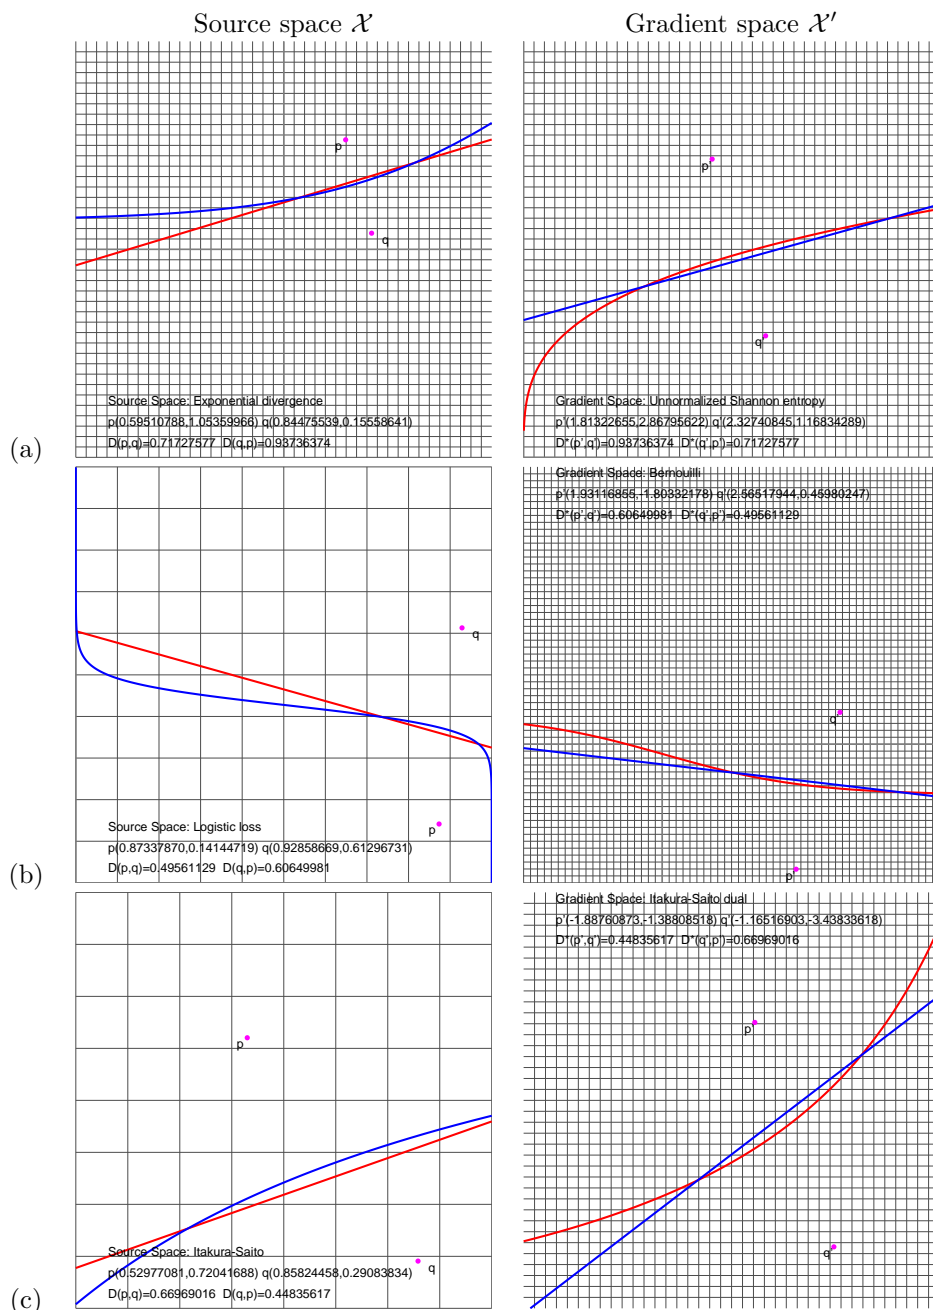 Source space 𝒳
Gradient space 𝒳′
p
q
Source Space: Exponential divergence
p(0.59510788,1.05359966) q(0.84475539,0.15558641)
D(p,q)=0.71727577 D(q,p)=0.93736374
p'
q'
Gradient Space: Unnormalized Shannon entropy
p'(1.81322655,2.86795622) q'(2.32740845,1.16834289)
D*(p',q')=0.93736374 D*(q',p')=0.71727577
(a)
q
p
Source Space: Logistic loss
p(0.87337870,0.14144719) q(0.92858669,0.61296731)
D(p,q)=0.49561129 D(q,p)=0.60649981
Gradient Space: Bernouilli
p'(1.93116855,-1.80332178) q'(2.56517944,0.45980247)
D*(p',q')=0.60649981 D*(q',p')=0.49561129
q'
p'
(b)
p
Source Space: Itakura-Saito
q
p(0.52977081,0.72041688) q(0.85824458,0.29083834)
D(p,q)=0.66969016 D(q,p)=0.44835617
Gradient Space: Itakura-Saito dual
p'(-1.88760873,-1.38808518) q'(-1.16516903,-3.43833618)
D*(p',q')=0.44835617 D*(q',p')=0.66969016
p'
q'
(c)